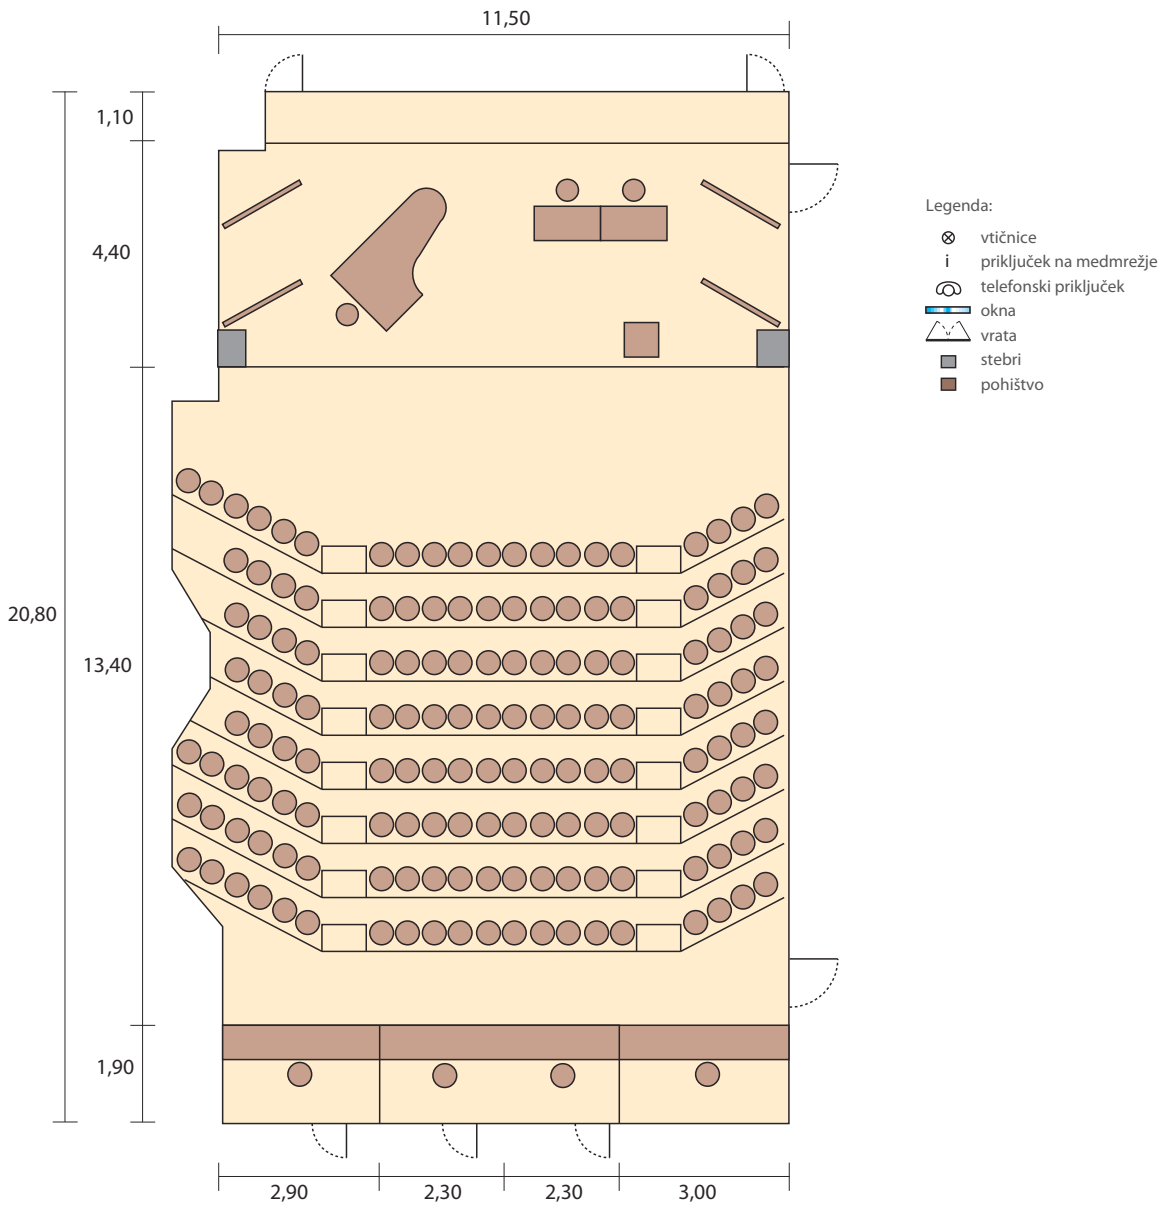 11,50
1,10
4,40
20,80
13,40
1,90
2,90
2,30
2,30
3,00
Legenda:
vtičnice
i priključek na medmrežje
telefonski priključek
okna
vrata
stebri
pohištvo